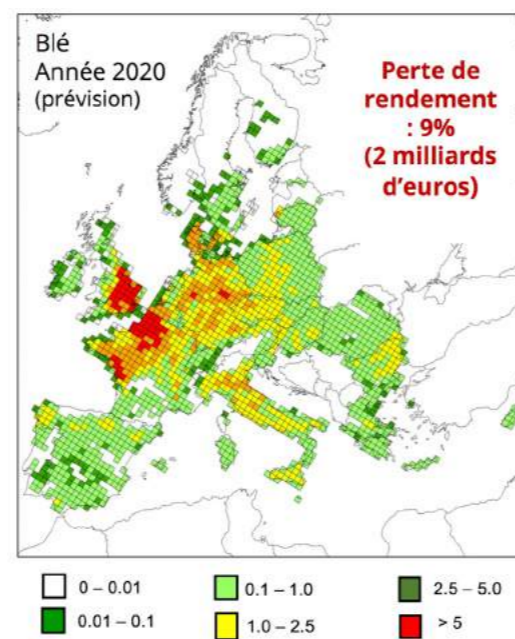 Blé
Année 2020
(prévision)
Perte de
rendement
: 9%
(2 milliards
d’euros)
0 – 0.01
0.1 – 1.0
2.5 – 5.0
0.01 – 0.1
1.0 – 2.5
> 5